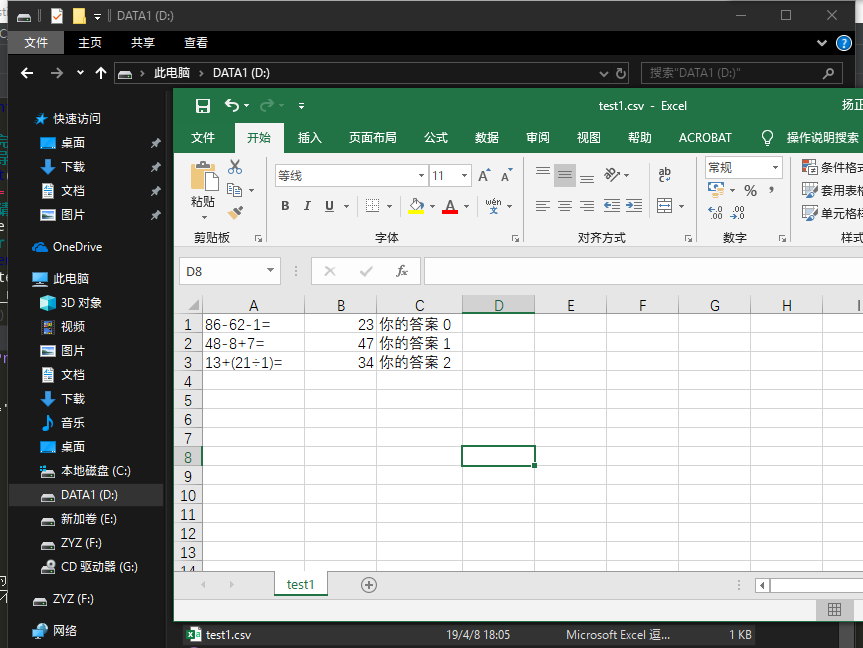 DATA1 (D:)
文件 主页 共享 查看
此电脑 DATA1 (D:) 搜索"DATA1 (D:)"
快速访问
桌面
下载
文档
图片
OneDrive
此电脑
3D 对象
视频
图片
文档
下载
音乐
桌面
本地磁盘 (C:)
DATA1 (D:)
新加卷 (E:)
ZYZ (F:)
CD 驱动器 (G:)
ZYZ (F:)
网络
test1.csv - Excel
文件 开始 插入 页面布局 公式 数据 审阅 视图 帮助 ACROBAT 操作说明搜索
粘贴
等线 11
B I U A wén 文
ab c
常规
% ,
条件格式
套用表格
单元格样
剪贴板 字体 对齐方式 数字 样式
D8 fx
A B C D E F G H I
1 86-62-1= 23 你的答案 0
2 48-8+7= 47 你的答案 1
3 13+(21÷1)= 34 你的答案 2
4
5
6
7
8
9
10
11
12
13
14
test1
test1.csv 19/4/8 18:05 Microsoft Excel 逗... 1 KB